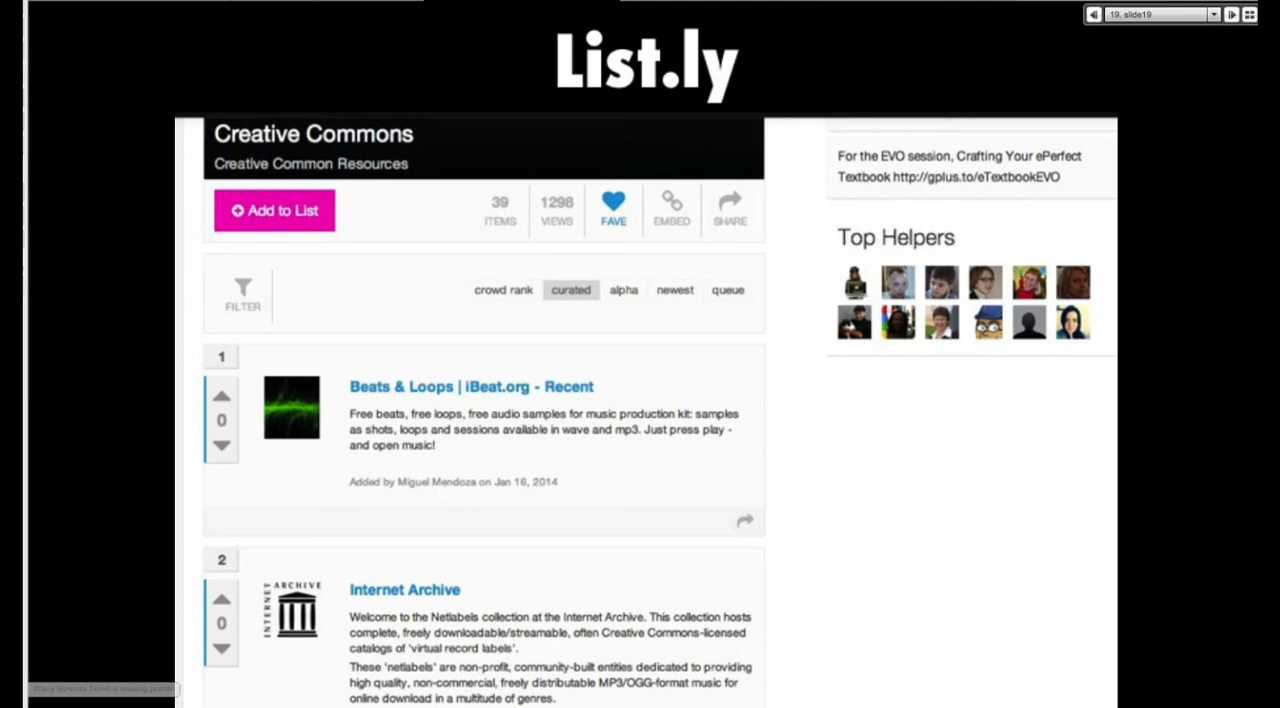 19. slide19
List.ly
Creative Commons
Creative Common Resources
Add to List
39
ITEMS
1298
VIEWS
FAVE
EMBED
SHARE
For the EVO session, Crafting Your ePerfect
Textbook http://gplus.to/eTextbookEVO
Top Helpers
FILTER
crowd rank curated alpha newest queue
1
0
Beats & Loops | iBeat.org - Recent
Free beats, free loops, free audio samples for music production kit: samples
as shots, loops and sessions available in wave and mp3. Just press play -
and open music!
Added by Miguel Mendoza on Jan 16, 2014
2
0
INTERNET ARCHIVE
Internet Archive
Welcome to the Netlabels collection at the Internet Archive. This collection hosts
complete, freely downloadable/streamable, often Creative Commons-licensed
catalogs of 'virtual record labels'.
These 'netlabels' are non-profit, community-built entities dedicated to providing
high quality, non-commercial, freely distributable MP3/OGG-format music for
online download in a multitude of genres.